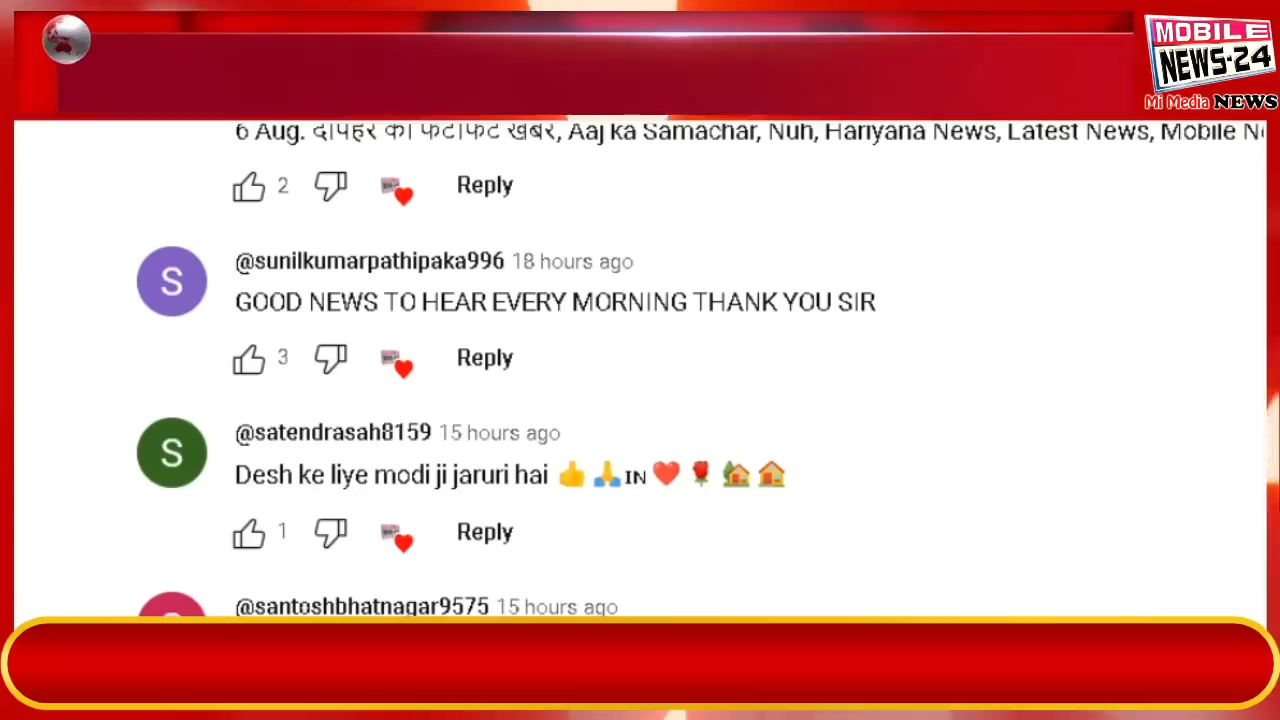 MOBILE
NEWS-24
Mi Media NEWS
6 Aug. दोपहर की फटाफट खबरें, Aaj ka Samachar, Nuh, Hariyana News, Latest News, Mobile
2 Reply
S
@sunilkumarpathipaka996 18 hours ago
GOOD NEWS TO HEAR EVERY MORNING THANK YOU SIR
3 Reply
S
@satendrasah8159 15 hours ago
Desh ke liye modi ji jaruri hai 👍 🙏 IN ❤️ 🌹 🏡 🏠
1 Reply
@santoshbhatnagar9575 15 hours ago